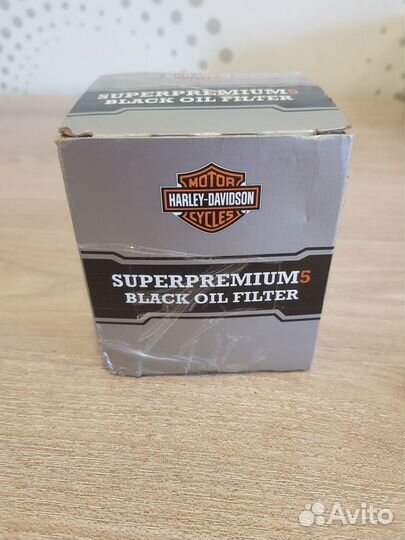 SUPERPREMIUM5
BLACK OIL FILTER
MOTOR
HARLEY-DAVIDSON
CYCLES
SUPERPREMIUM5
BLACK OIL FILTER
Avito